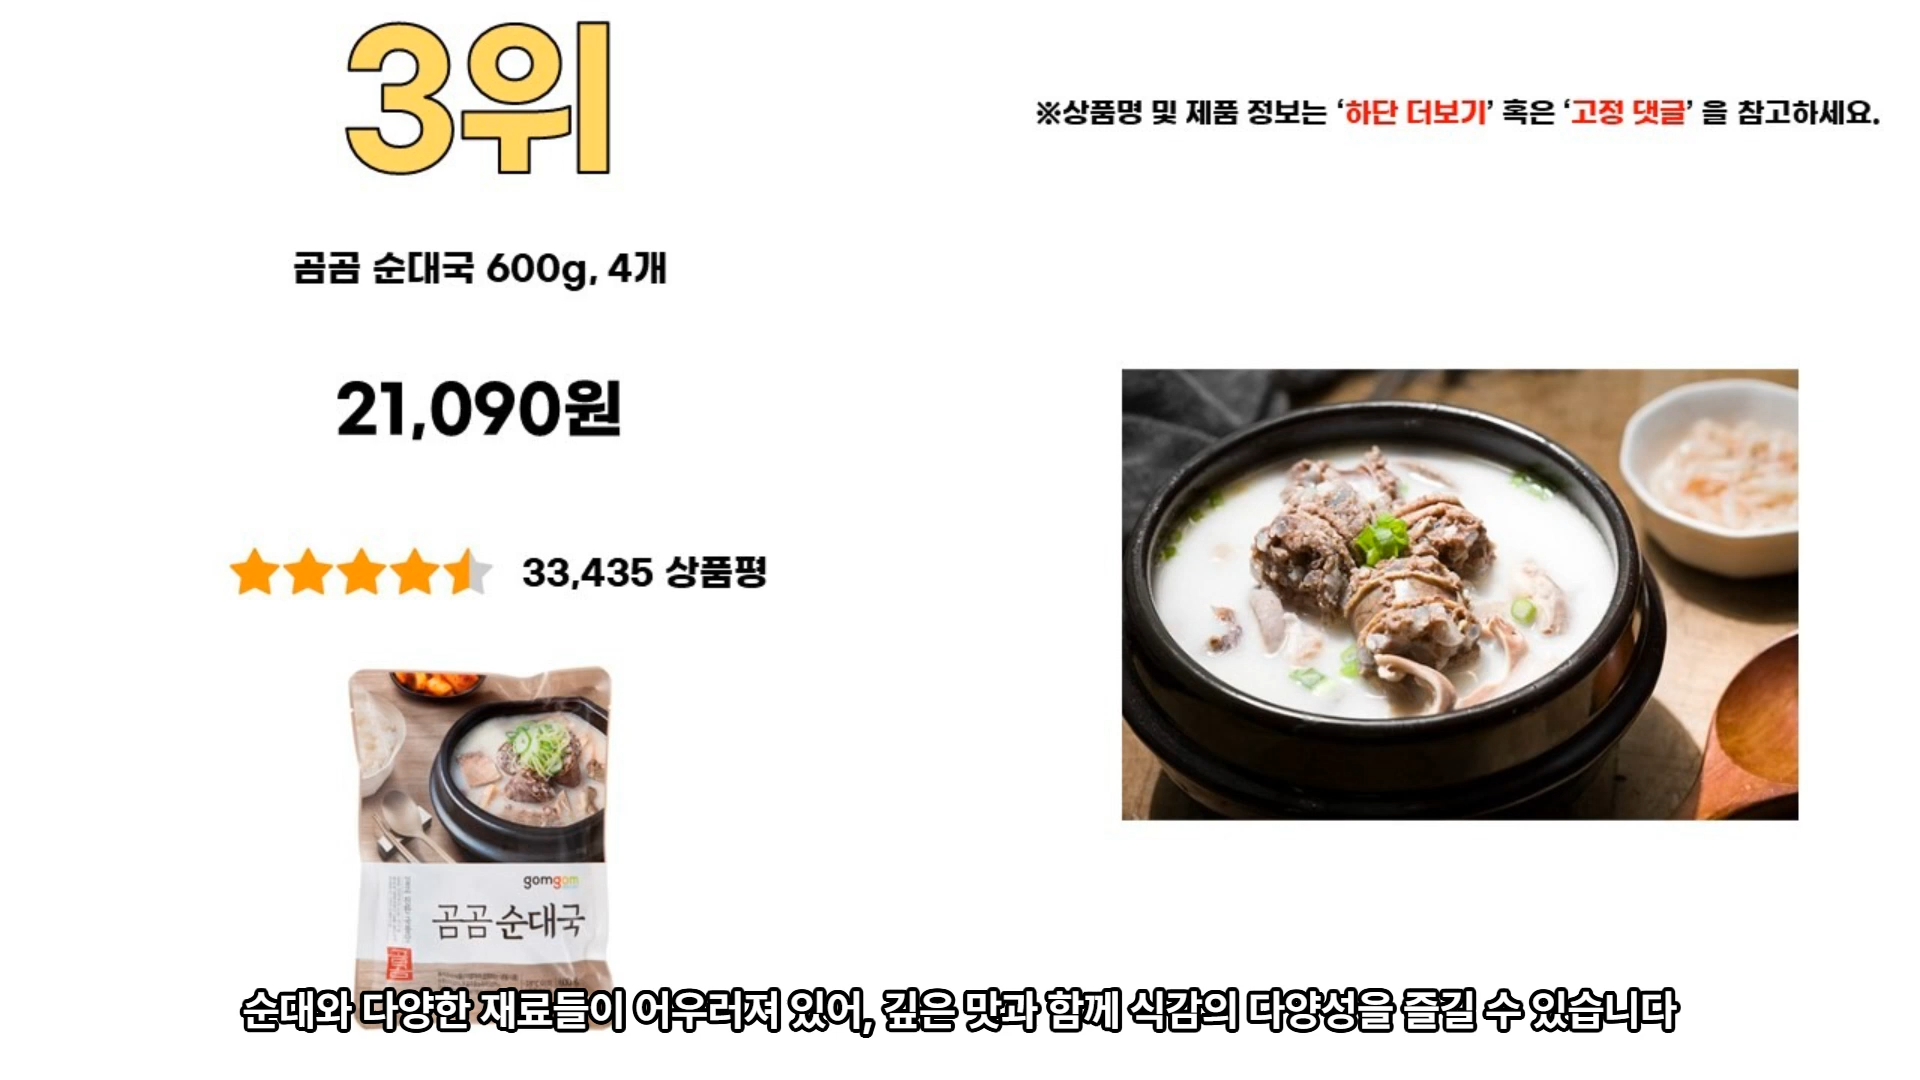 3위
※상품명 및 제품 정보는 ‘하단 더보기’ 혹은 ‘고정 댓글’ 을 참고하세요.
곰곰 순대국 600g, 4개
21,090원
33,435 상품평
gomgom
곰곰 순대국
순대와 다양한 재료들이 어우러져 있어, 깊은 맛과 함께 식감의 다양성을 즐길 수 있습니다